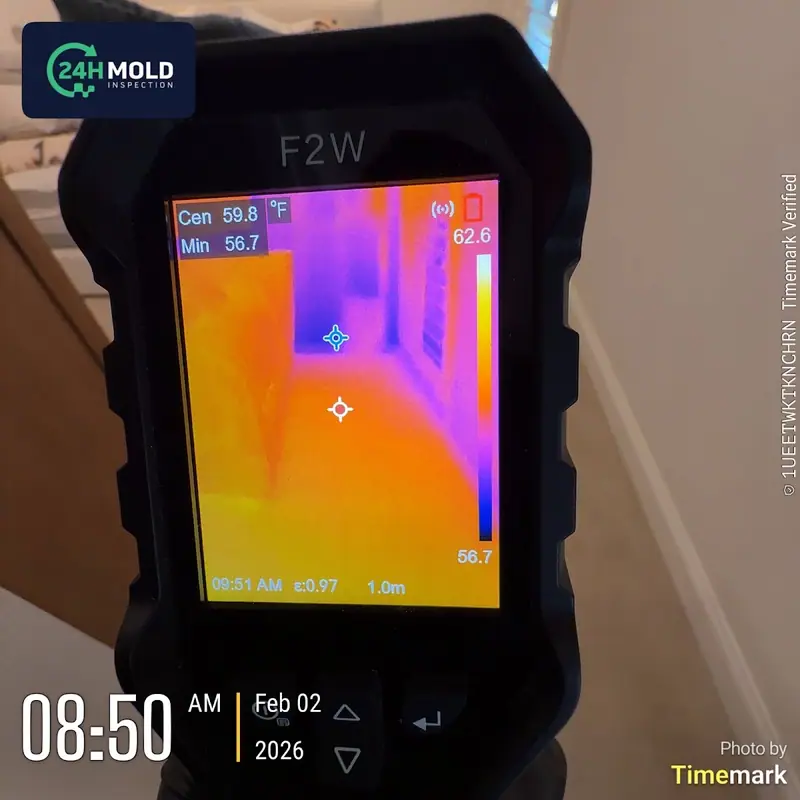 24H MOLD
INSPECTION
F2W
Cen 59.8 °F
Min 56.7
62.6
56.7
09:51 AM ε:0.97 1.0m
08:50 AM
Feb 02
2026
Photo by
Timemark
© 1UEETWKTKNCHRN Timemark Verified